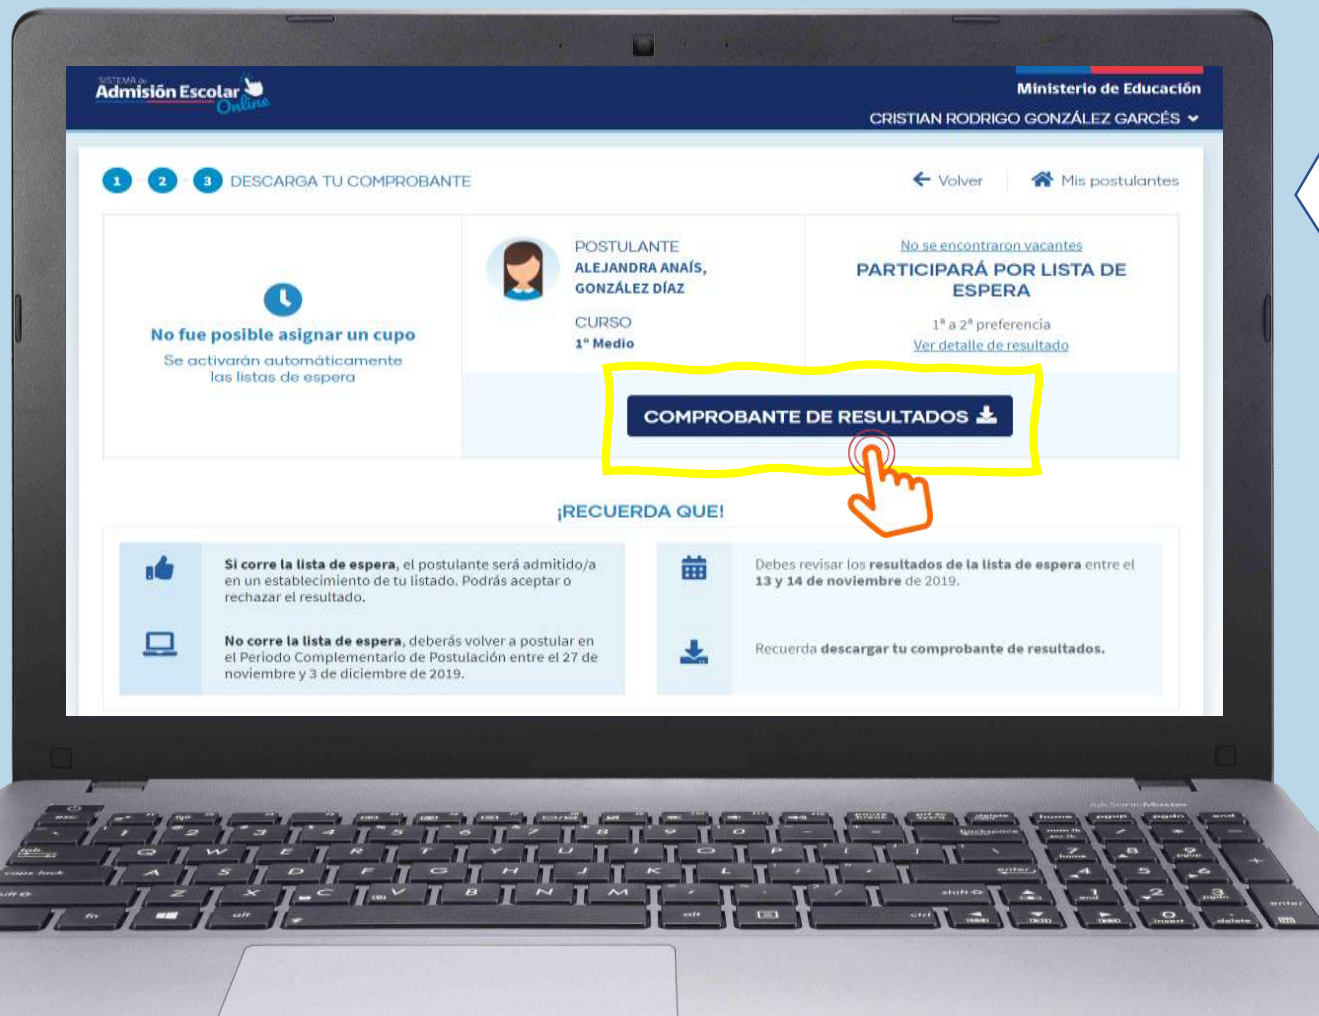 SISTEMA de
Admisión Escolar
Online
Ministerio de Educación
CRISTIAN RODRIGO GONZÁLEZ GARCÉS
1 2 3 DESCARGA TU COMPROBANTE
Volver
Mis postulantes
No fue posible asignar un cupo
Se activarán automáticamente
las listas de espera
POSTULANTE
ALEJANDRA ANAÍS,
GONZÁLEZ DÍAZ
CURSO
1º Medio
No se encontraron vacantes
PARTICIPARÁ POR LISTA DE
ESPERA
1ª a 2ª preferencia
Ver detalle de resultado
COMPROBANTE DE RESULTADOS
¡RECUERDA QUE!
Si corre la lista de espera, el postulante será admitido/a
en un establecimiento de tu listado. Podrás aceptar o
rechazar el resultado.
No corre la lista de espera, deberás volver a postular en
el Periodo Complementario de Postulación entre el 27 de
noviembre y 3 de diciembre de 2019.
Debes revisar los resultados de la lista de espera entre el
13 y 14 de noviembre de 2019.
Recuerda descargar tu comprobante de resultados.